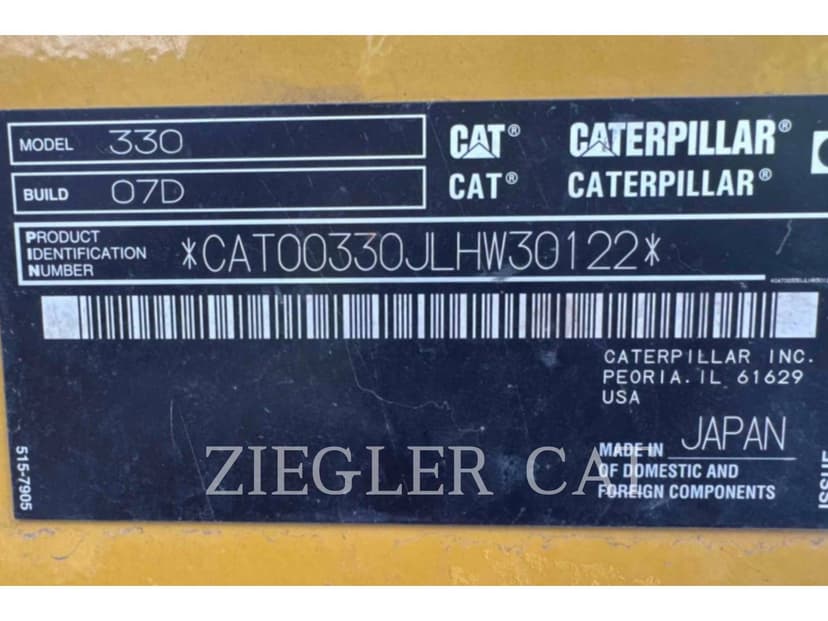 MODEL 330
BUILD 07D
CAT® CATERPILLAR®
CAT® CATERPILLAR®
PRODUCT
IDENTIFICATION
NUMBER
*CAT00330JLHW30122*
CATERPILLAR INC.
PEORIA. IL 61629
USA
MADE IN JAPAN
OF DOMESTIC AND
FOREIGN COMPONENTS
515-7905
ZIEGLER CAT